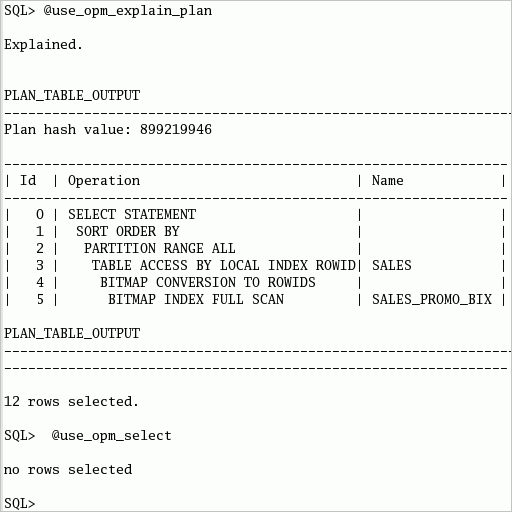 SQL> @use_opm_explain_plan
Explained.
PLAN_TABLE_OUTPUT
--------------------------------------------------------------------------------
Plan hash value: 899219946
---------------------------------------------------------------
| Id  | Operation                           | Name            |
---------------------------------------------------------------
|   0 | SELECT STATEMENT                    |                 |
|   1 |  SORT ORDER BY                      |                 |
|   2 |   PARTITION RANGE ALL               |                 |
|   3 |    TABLE ACCESS BY LOCAL INDEX ROWID| SALES           |
|   4 |     BITMAP CONVERSION TO ROWIDS     |                 |
|   5 |      BITMAP INDEX FULL SCAN         | SALES_PROMO_BIX |
PLAN_TABLE_OUTPUT
--------------------------------------------------------------------------------
---------------------------------------------------------------
12 rows selected.
SQL>  @use_opm_select
no rows selected
SQL>